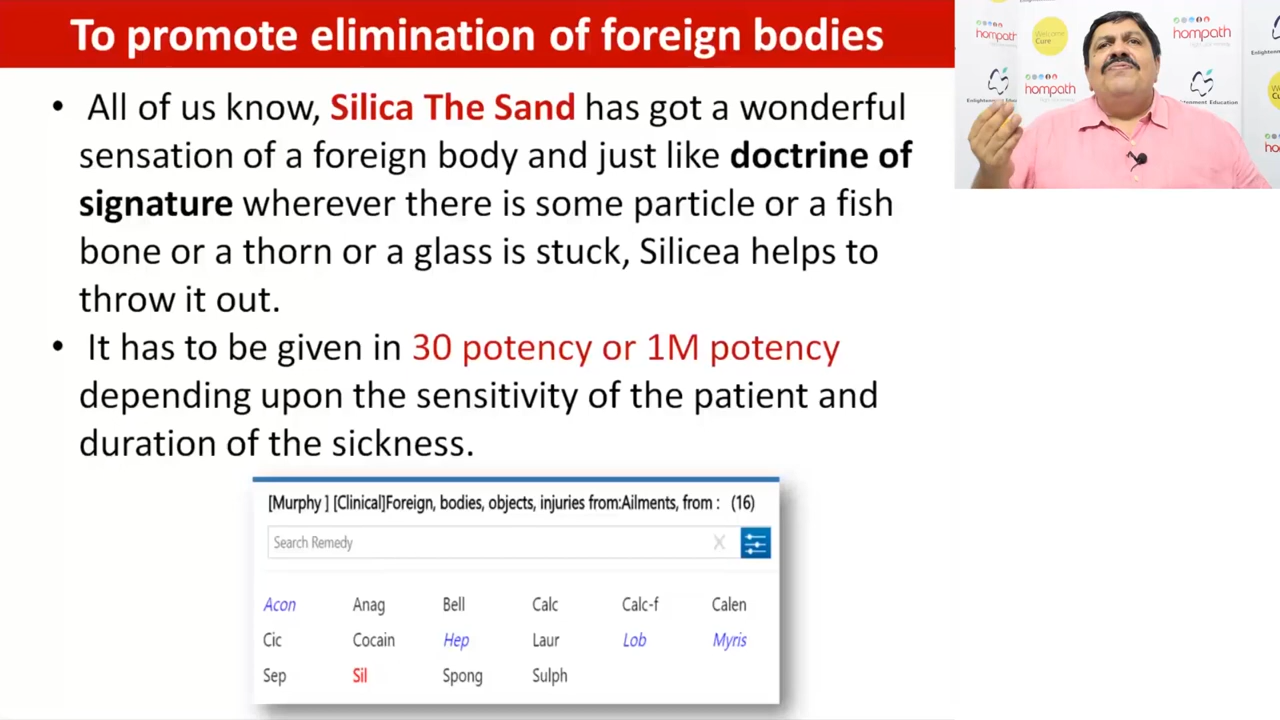 To promote elimination of foreign bodies
• All of us know, Silica The Sand has got a wonderful
sensation of a foreign body and just like doctrine of
signature wherever there is some particle or a fish
bone or a thorn or a glass is stuck, Silicea helps to
throw it out.
• It has to be given in 30 potency or 1M potency
depending upon the sensitivity of the patient and
duration of the sickness.
[Murphy ] [Clinical]Foreign, bodies, objects, injuries from:Ailments, from : (16)
Search Remedy
Acon Anag Bell Calc Calc-f Calen
Cic Cocain Hep Laur Lob Myris
Sep Sil Spong Sulph
hompath
Welcome
Cure
hompath
hompath